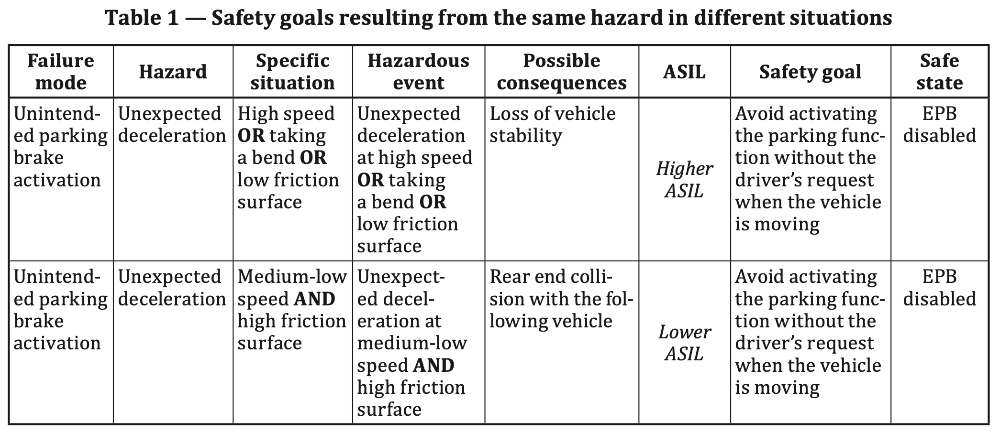 Table 1 — Safety goals resulting from the same hazard in different situations
Failure
mode
Hazard
Specific
situation
Hazardous
event
Possible
consequences
ASIL
Safety goal
Safe
state
Unintend-
ed parking
brake
activation
Unexpected
deceleration
High speed
OR taking
a bend OR
low friction
surface
Unexpected
deceleration
at high speed
OR taking
a bend OR
low friction
surface
Loss of vehicle
stability
Higher
ASIL
Avoid activating
the parking func-
tion without the
driver’s request
when the vehicle
is moving
EPB
disabled
Unintend-
ed parking
brake
activation
Unexpected
deceleration
Medium-low
speed AND
high friction
surface
Unexpect-
ed decel-
eration at
medium-low
speed AND
high friction
surface
Rear end colli-
sion with the fol-
lowing vehicle
Lower
ASIL
Avoid activating
the parking func-
tion without the
driver’s request
when the vehicle
is moving
EPB
disabled